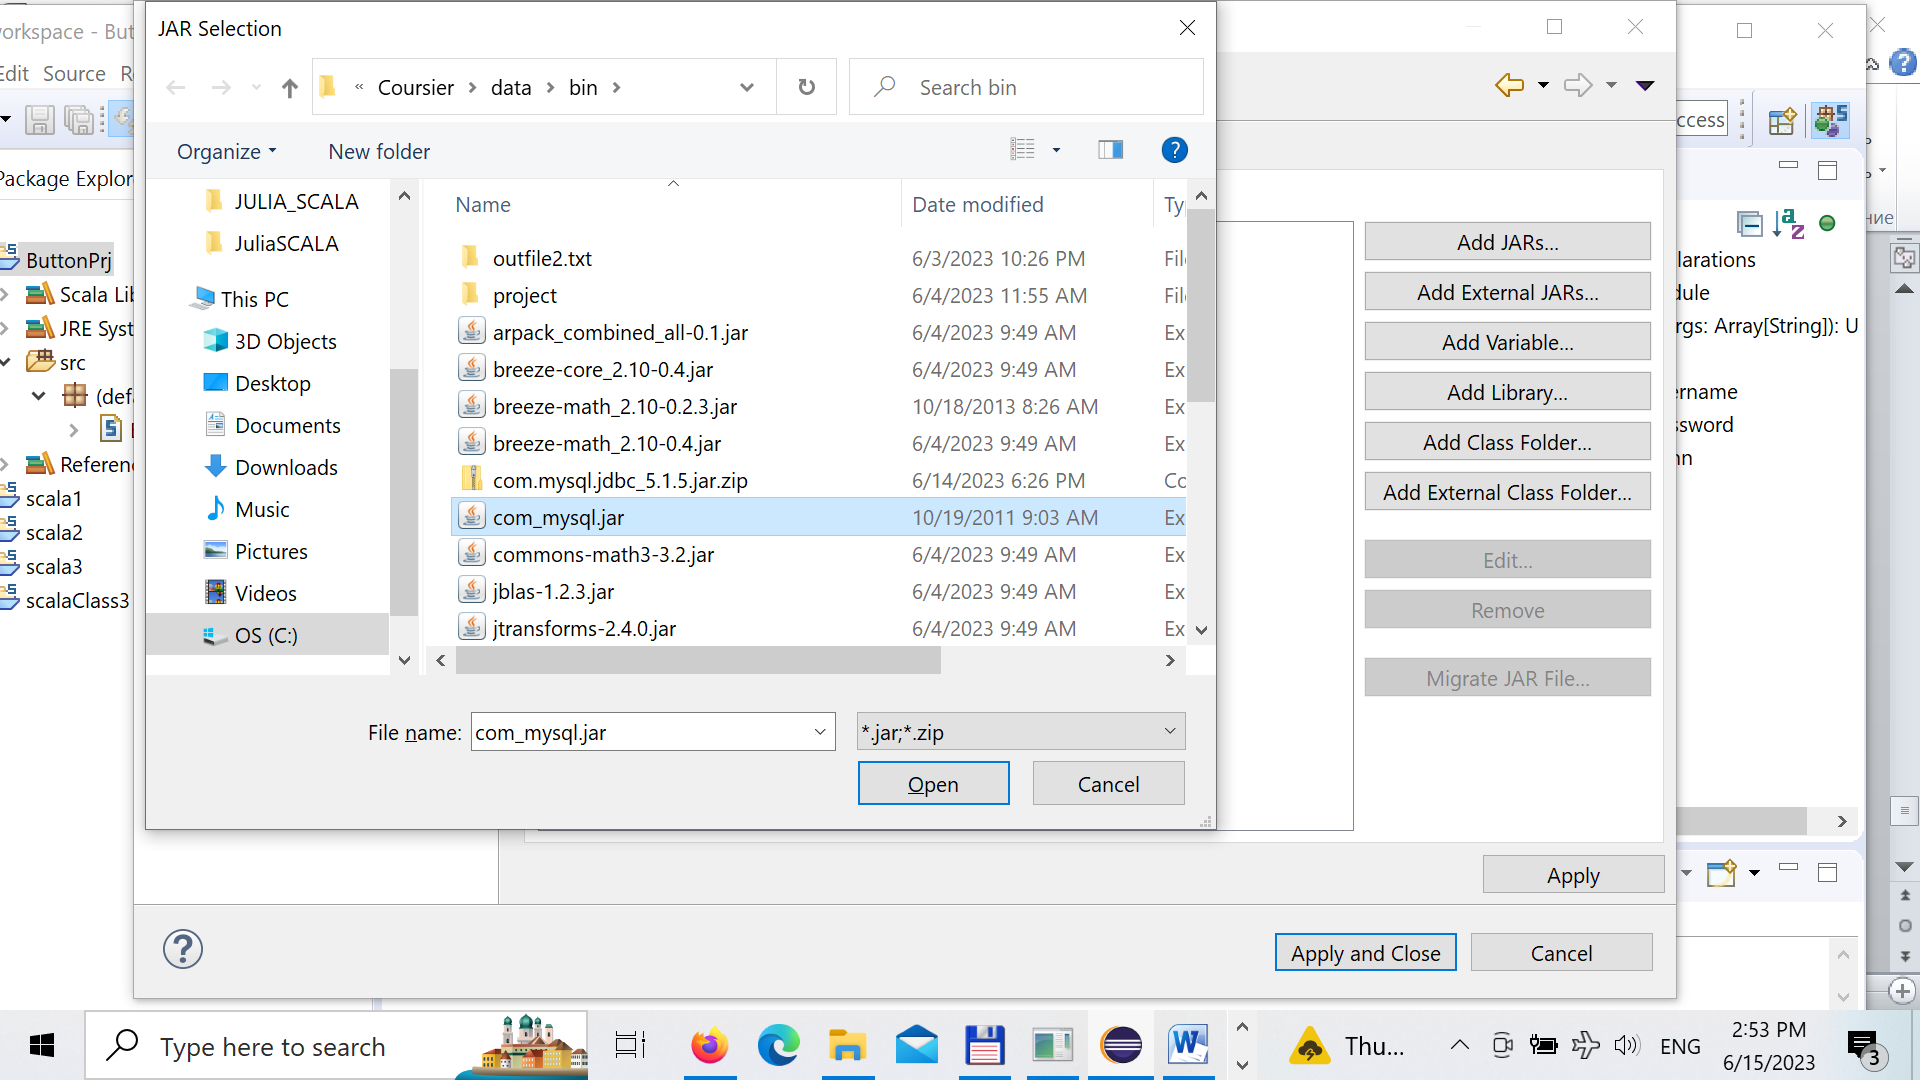 JAR Selection
« Coursier > data > bin >
Search bin
Organize
New folder
JULIA_SCALA
JuliaSCALA
This PC
3D Objects
Desktop
Documents
Downloads
Music
Pictures
Videos
OS (C:)
Name Date modified Ty
outfile2.txt 6/3/2023 10:26 PM Fil
project 6/4/2023 11:55 AM Fil
arpack_combined_all-0.1.jar 6/4/2023 9:49 AM Ex
breeze-core_2.10-0.4.jar 6/4/2023 9:49 AM Ex
breeze-math_2.10-0.2.3.jar 10/18/2013 8:26 AM Ex
breeze-math_2.10-0.4.jar 6/4/2023 9:49 AM Ex
com.mysql.jdbc_5.1.5.jar.zip 6/14/2023 6:26 PM Co
com_mysql.jar 10/19/2011 9:03 AM Ex
commons-math3-3.2.jar 6/4/2023 9:49 AM Ex
jblas-1.2.3.jar 6/4/2023 9:49 AM Ex
jtransforms-2.4.0.jar 6/4/2023 9:49 AM Ex
File name: com_mysql.jar
*.jar;*.zip
Open
Cancel
orkspace - But
Edit Source R
Package Explor
ButtonPrj
Scala Lib
JRE Syst
src
(defa
Referen
scala1
scala2
scala3
scalaClass3
Add JARs...
Add External JARs...
Add Variable...
Add Library...
Add Class Folder...
Add External Class Folder...
Edit...
Remove
Migrate JAR File...
Apply
Apply and Close
Cancel
ccess
ние
larations
dule
rgs: Array[String]): U
ername
ssword
nn
Type here to search
Thu...
ENG
2:53 PM
6/15/2023
3